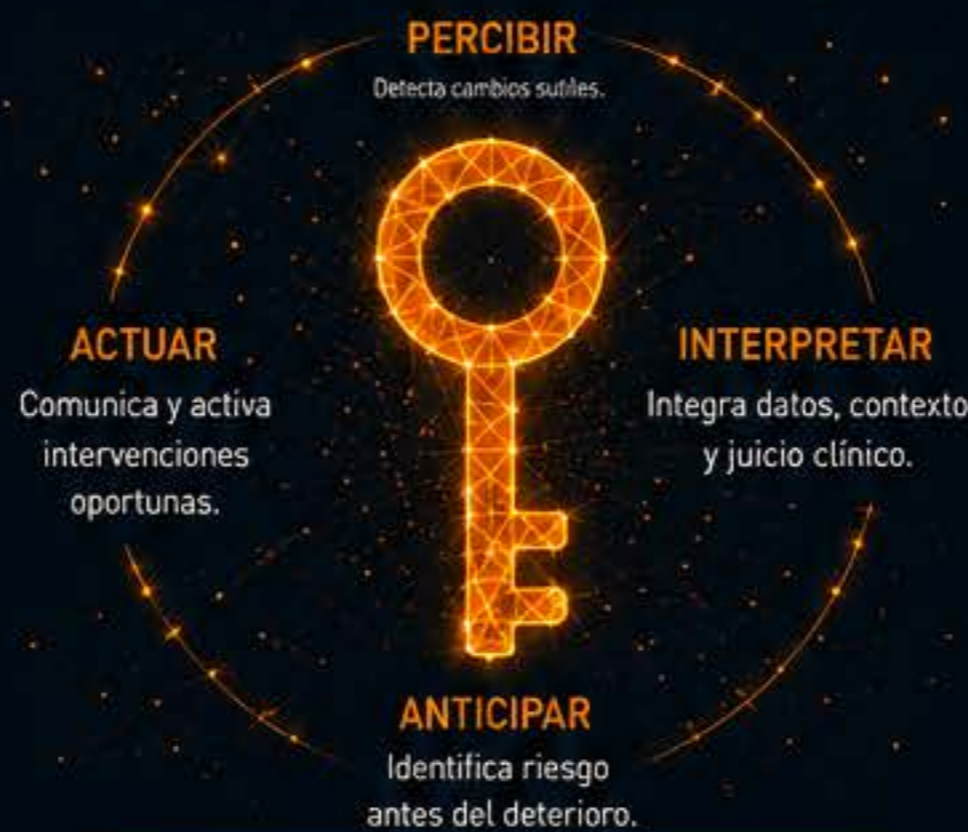 PERCIBIR
Detecta cambios sutiles.
ACTUAR
Comunica y activa
intervenciones
oportunas.
INTERPRETAR
Integra datos, contexto
y juicio clínico.
ANTICIPAR
Identifica riesgo
antes del deterioro.